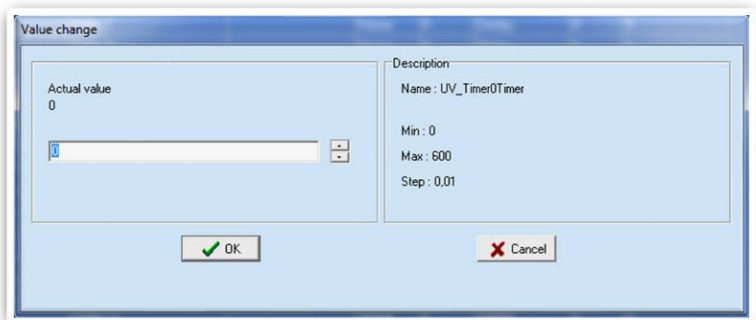 Value change
Actual value
0
0
OK
Description
Name : UV_Timer0Timer
Min : 0
Max : 600
Step : 0,01
Cancel